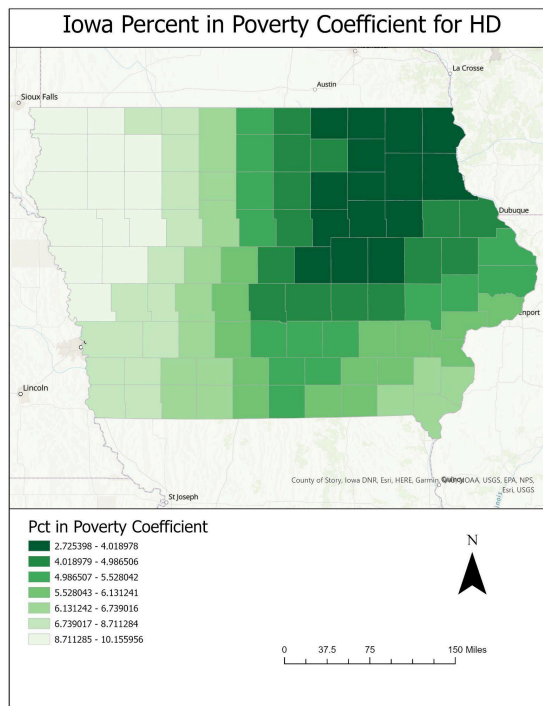 Iowa Percent in Poverty Coefficient for HD
La Crosse
Austin
Sioux Falls
Dubuque
nport
Lincoln
Quincy
County of Story, Iowa DNR, Esri, HERE, Garmin, NOAA, USGS, EPA, NPS,
Esri, USGS
St Joseph
Pct in Poverty Coefficient
2.725398 - 4.018978
4.018979 - 4.986506
4.986507 - 5.528042
5.528043 - 6.131241
6.131242 - 6.739016
6.739017 - 8.711284
8.711285 - 10.155956
N
0 37.5 75 150 Miles